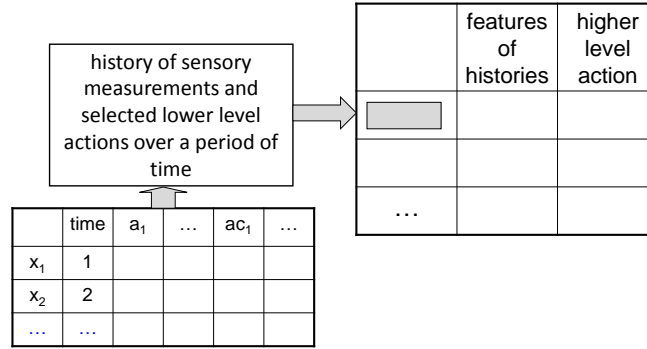 history of sensory
measurements and
selected lower level
actions over a period of
time
features
of
histories
higher
level
action
…
time a₁ … ac₁ …
x₁ 1
x₂ 2
… …